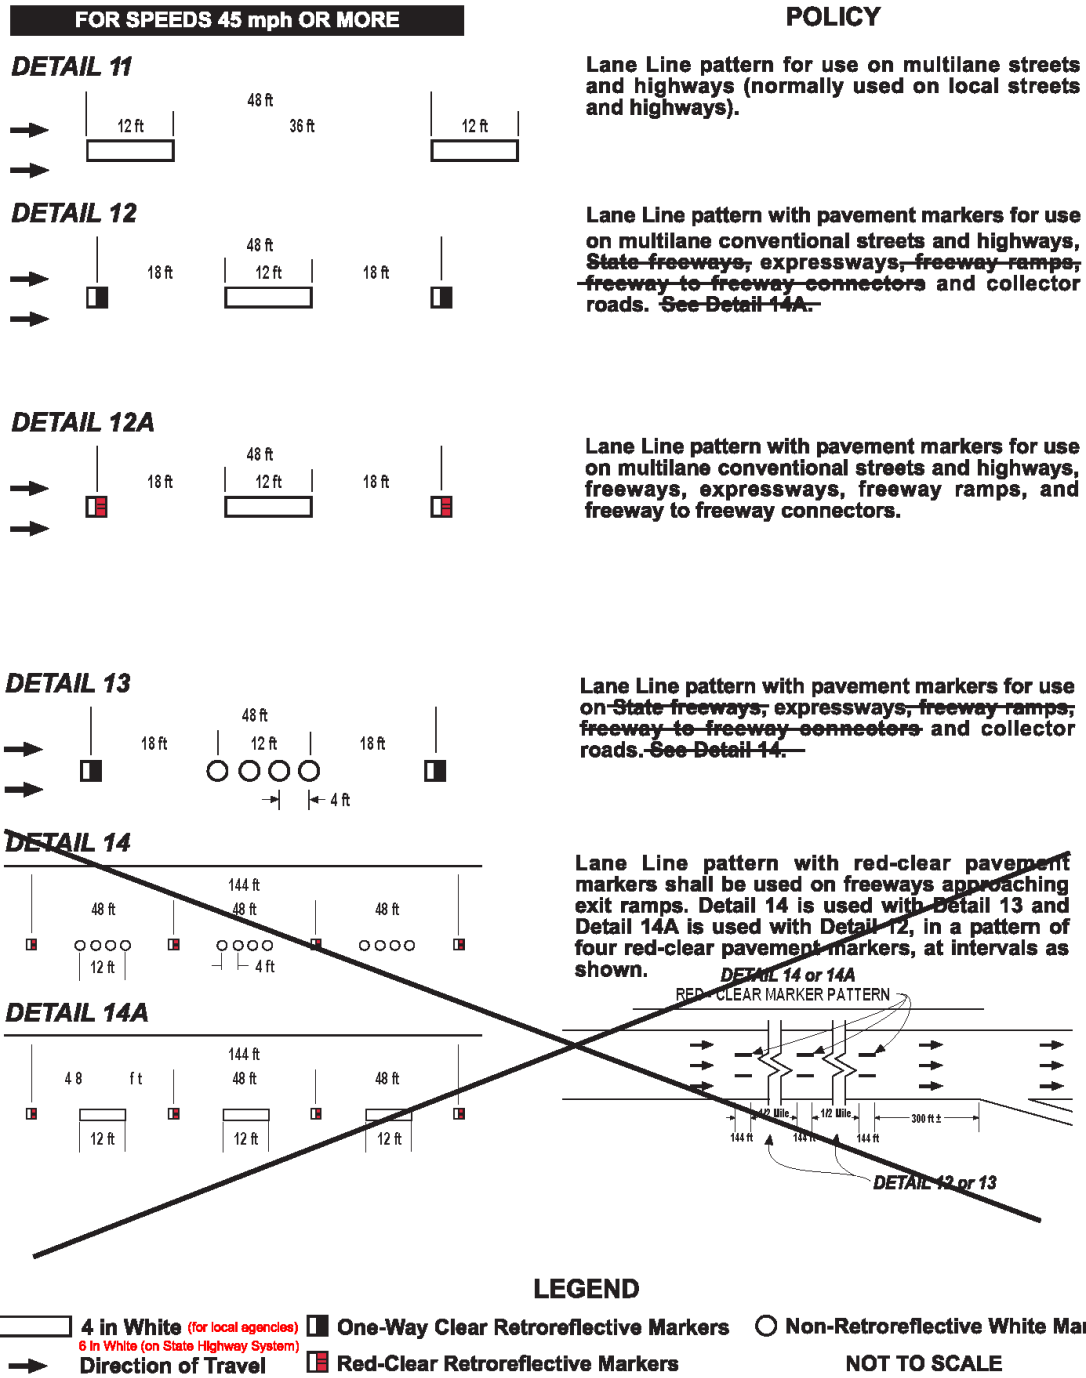 FOR SPEEDS 45 mph OR MORE
POLICY
DETAIL 11
48 ft
12 ft
36 ft
12 ft
Lane Line pattern for use on multilane streets
and highways (normally used on local streets
and highways).
DETAIL 12
48 ft
18 ft
12 ft
18 ft
Lane Line pattern with pavement markers for use
on multilane conventional streets and highways,
State freeways, expressways, freeway ramps,
freeway to freeway connectors and collector
roads. See Detail 14A.
DETAIL 12A
48 ft
18 ft
12 ft
18 ft
Lane Line pattern with pavement markers for use
on multilane conventional streets and highways,
freeways, expressways, freeway ramps, and
freeway to freeway connectors.
DETAIL 13
48 ft
18 ft
12 ft
18 ft
4 ft
Lane Line pattern with pavement markers for use
on State freeways, expressways, freeway ramps,
freeway to freeway connectors and collector
roads. See Detail 14.
DETAIL 14
144 ft
48 ft
48 ft
48 ft
12 ft
4 ft
Lane Line pattern with red-clear pavement
markers shall be used on freeways approaching
exit ramps. Detail 14 is used with Detail 13 and
Detail 14A is used with Detail 12, in a pattern of
four red-clear pavement markers, at intervals as
shown.
DETAIL 14 or 14A
RED - CLEAR MARKER PATTERN
1/2 Mile
1/2 Mile
300 ft ±
144 ft
144 ft
144 ft
DETAIL 12 or 13
DETAIL 14A
144 ft
4 8 f t
48 ft
48 ft
12 ft
12 ft
12 ft
LEGEND
4 in White (for local agencies)
6 in White (on State Highway System)
One-Way Clear Retroreflective Markers
Non-Retroreflective White Mar
Direction of Travel
Red-Clear Retroreflective Markers
NOT TO SCALE